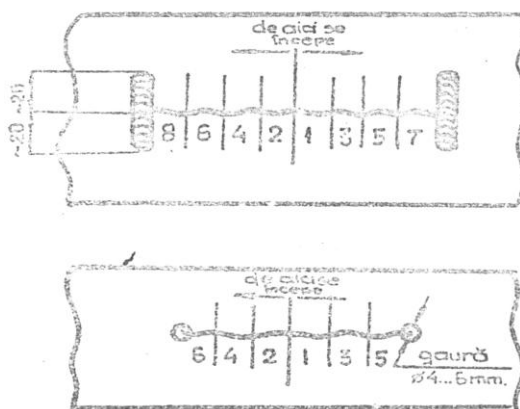 de aici se
începe
~20 ~20
8 6 4 2 1 3 5 7
de aici se
începe
6 4 2 1 3 5
gaură
ø4...6mm.